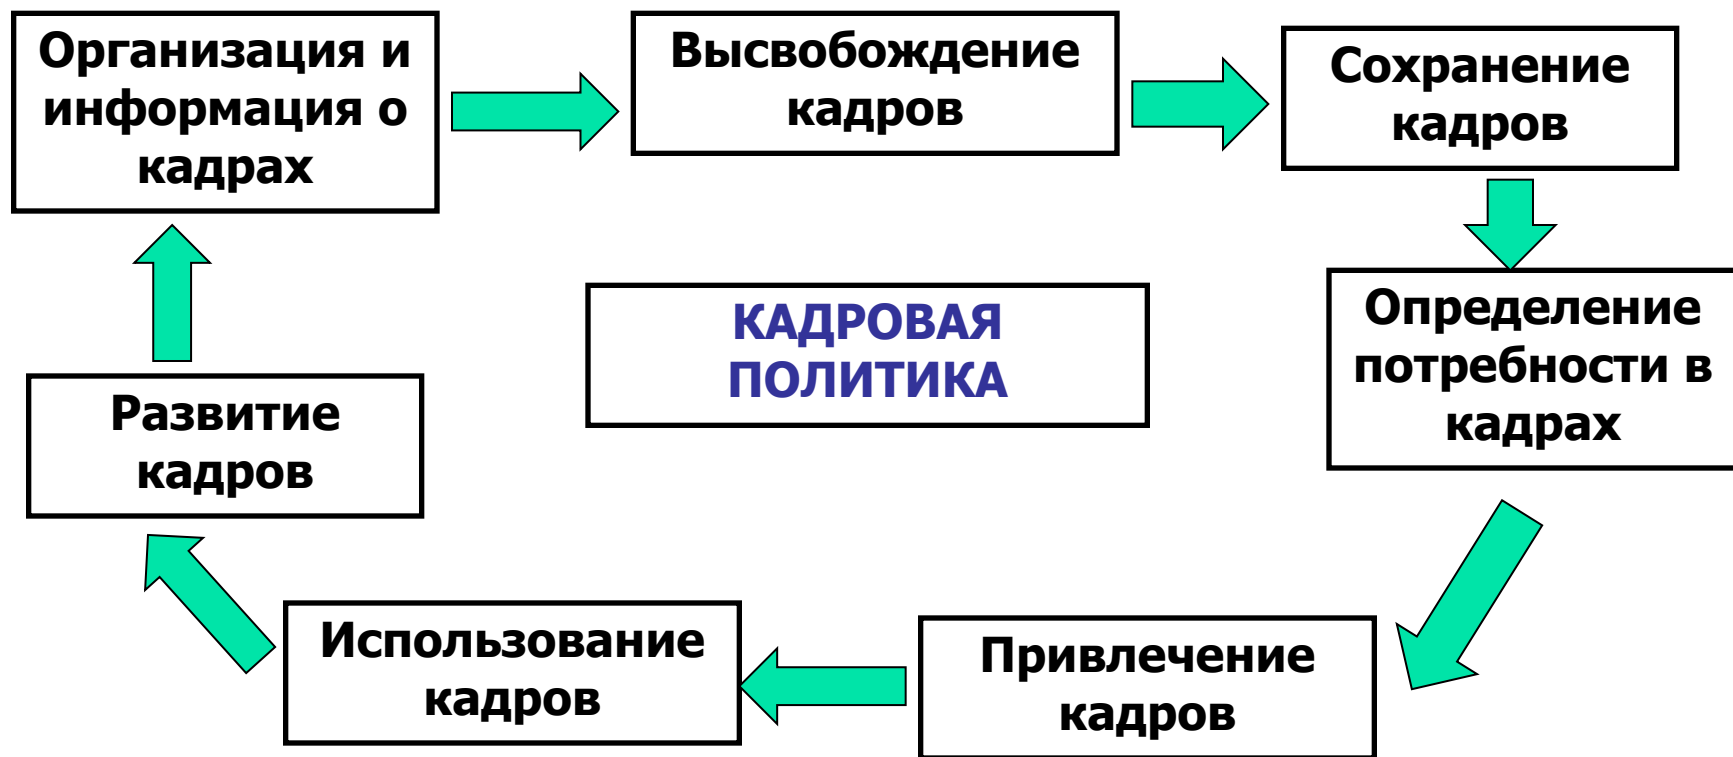 Организация и
информация о
кадрах
Высвобождение
кадров
Сохранение
кадров
Определение
потребности в
кадрах
КАДРОВАЯ
ПОЛИТИКА
Развитие
кадров
Использование
кадров
Привлечение
кадров